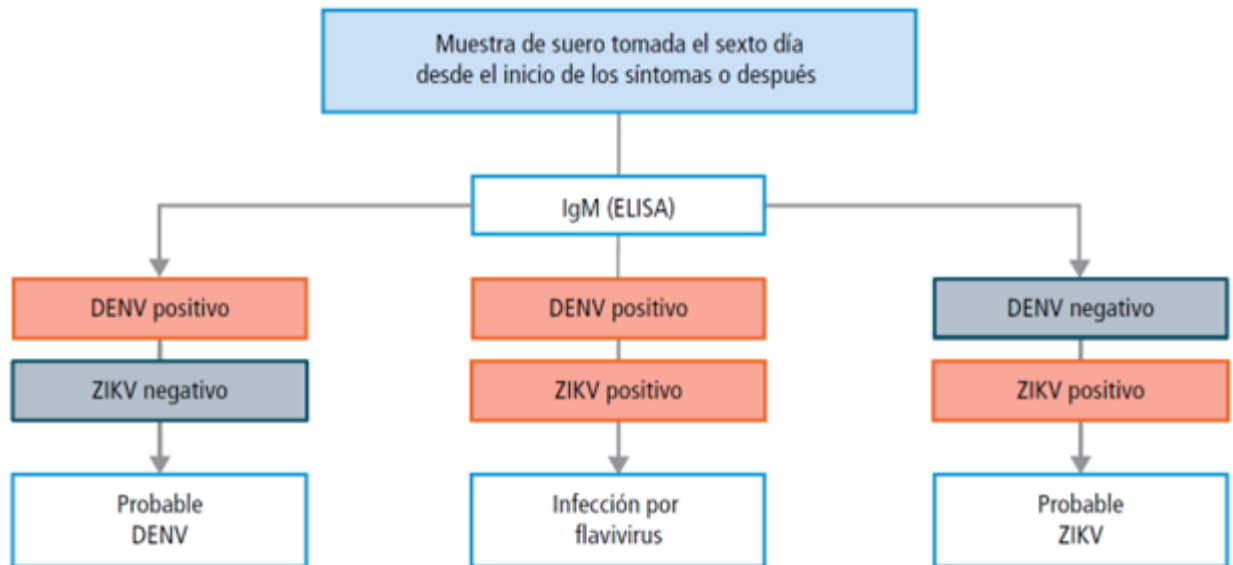 Muestra de suero tomada el sexto día
desde el inicio de los síntomas o después
IgM (ELISA)
DENV positivo
ZIKV negativo
Probable
DENV
DENV positivo
ZIKV positivo
Infección por
flavivirus
DENV negativo
ZIKV positivo
Probable
ZIKV